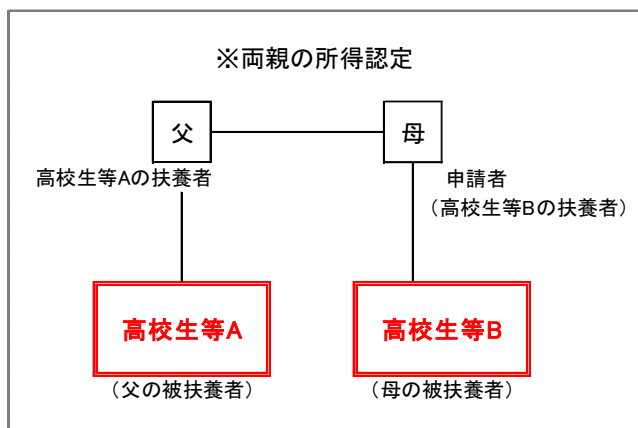 ※両親の所得認定
父
母
高校生等Aの扶養者
申請者
（高校生等Bの扶養者）
高校生等A
高校生等B
（父の被扶養者）
（母の被扶養者）